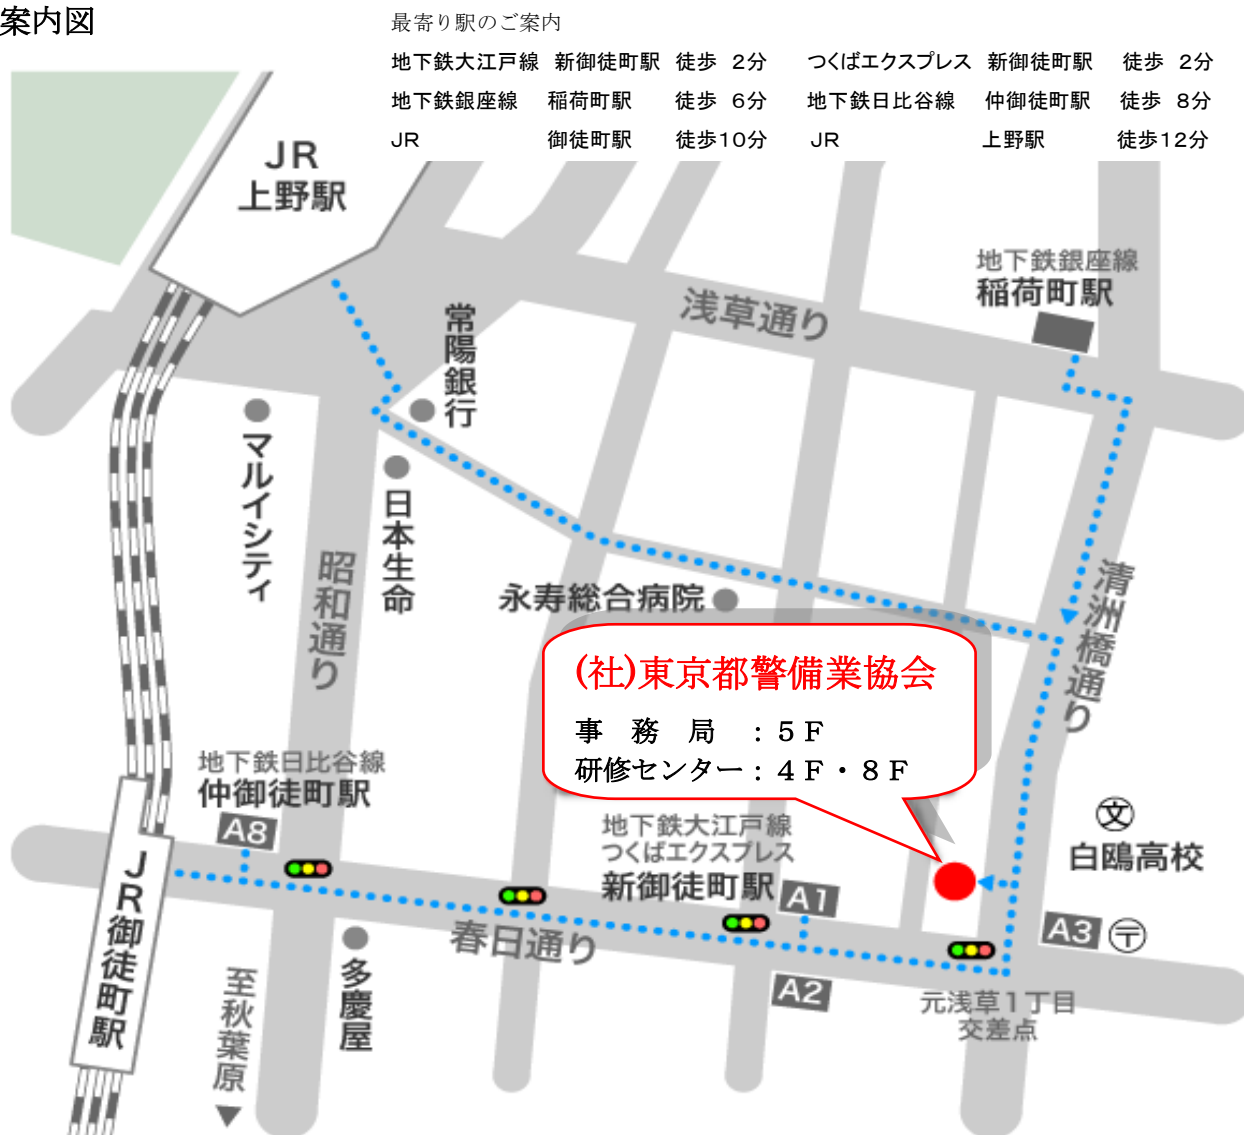 案内図
最寄り駅のご案内
地下鉄大江戸線 新御徒町駅 徒歩 2分 つくばエクスプレス 新御徒町駅 徒歩 2分
地下鉄銀座線 稲荷町駅 徒歩 6分 地下鉄日比谷線 仲御徒町駅 徒歩 8分
JR 御徒町駅 徒歩10分 JR 上野駅 徒歩12分
JR
上野駅
地下鉄銀座線
稲荷町駅
浅草通り
常陽銀行
マルイシティ
日本生命
昭和通り
永寿総合病院
清洲橋通り
(社)東京都警備業協会
事 務 局 :5F
研修センター:4F・8F
地下鉄日比谷線
仲御徒町駅
A8
地下鉄大江戸線
つくばエクスプレス
新御徒町駅
A1
文
白鴎高校
JR御徒町駅
春日通り
A3 〒
A2
多慶屋
至秋葉原
元浅草1丁目
交差点